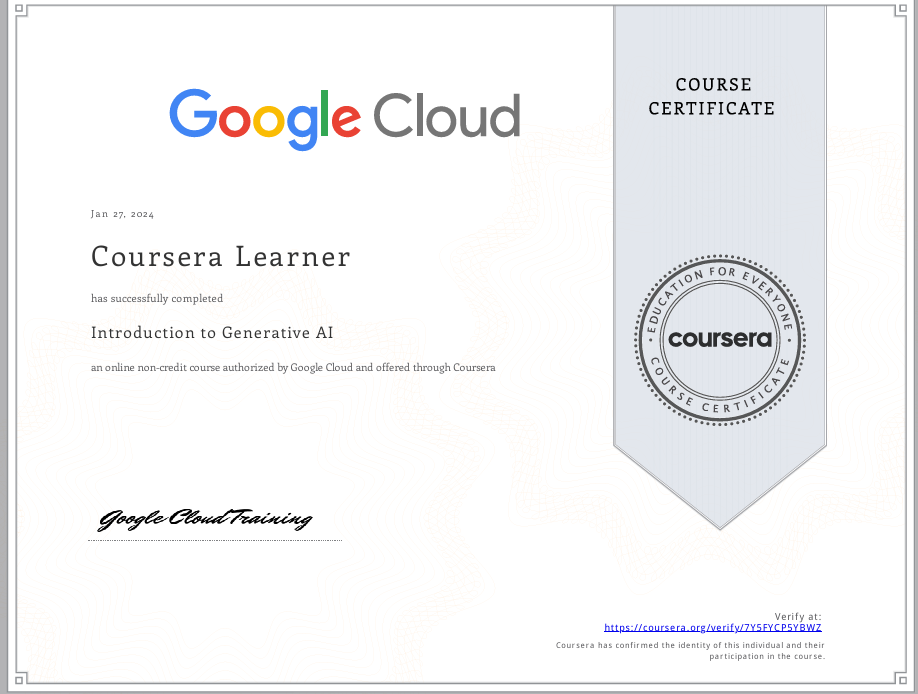 COURSE
CERTIFICATE
Google Cloud
Jan 27, 2024
Coursera Learner
has successfully completed
Introduction to Generative AI
an online non-credit course authorized by Google Cloud and offered through Coursera
EDUCATION FOR EVERYONE
coursera
COURSE CERTIFICATE
Google Cloud Training
Verify at:
https://coursera.org/verify/7Y5FYCP5YBWZ
Coursera has confirmed the identity of this individual and their
participation in the course.